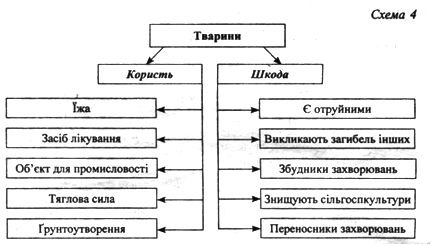 Схема 4
Тварини
Користь
Шкода
Їжа
Є отруйними
Засіб лікування
Викликають загибель інших
Об'єкт для промисловості
Збудники захворювань
Тяглова сила
Знищують сільгоспкультури
Ґрунтоутворення
Переносники захворювань